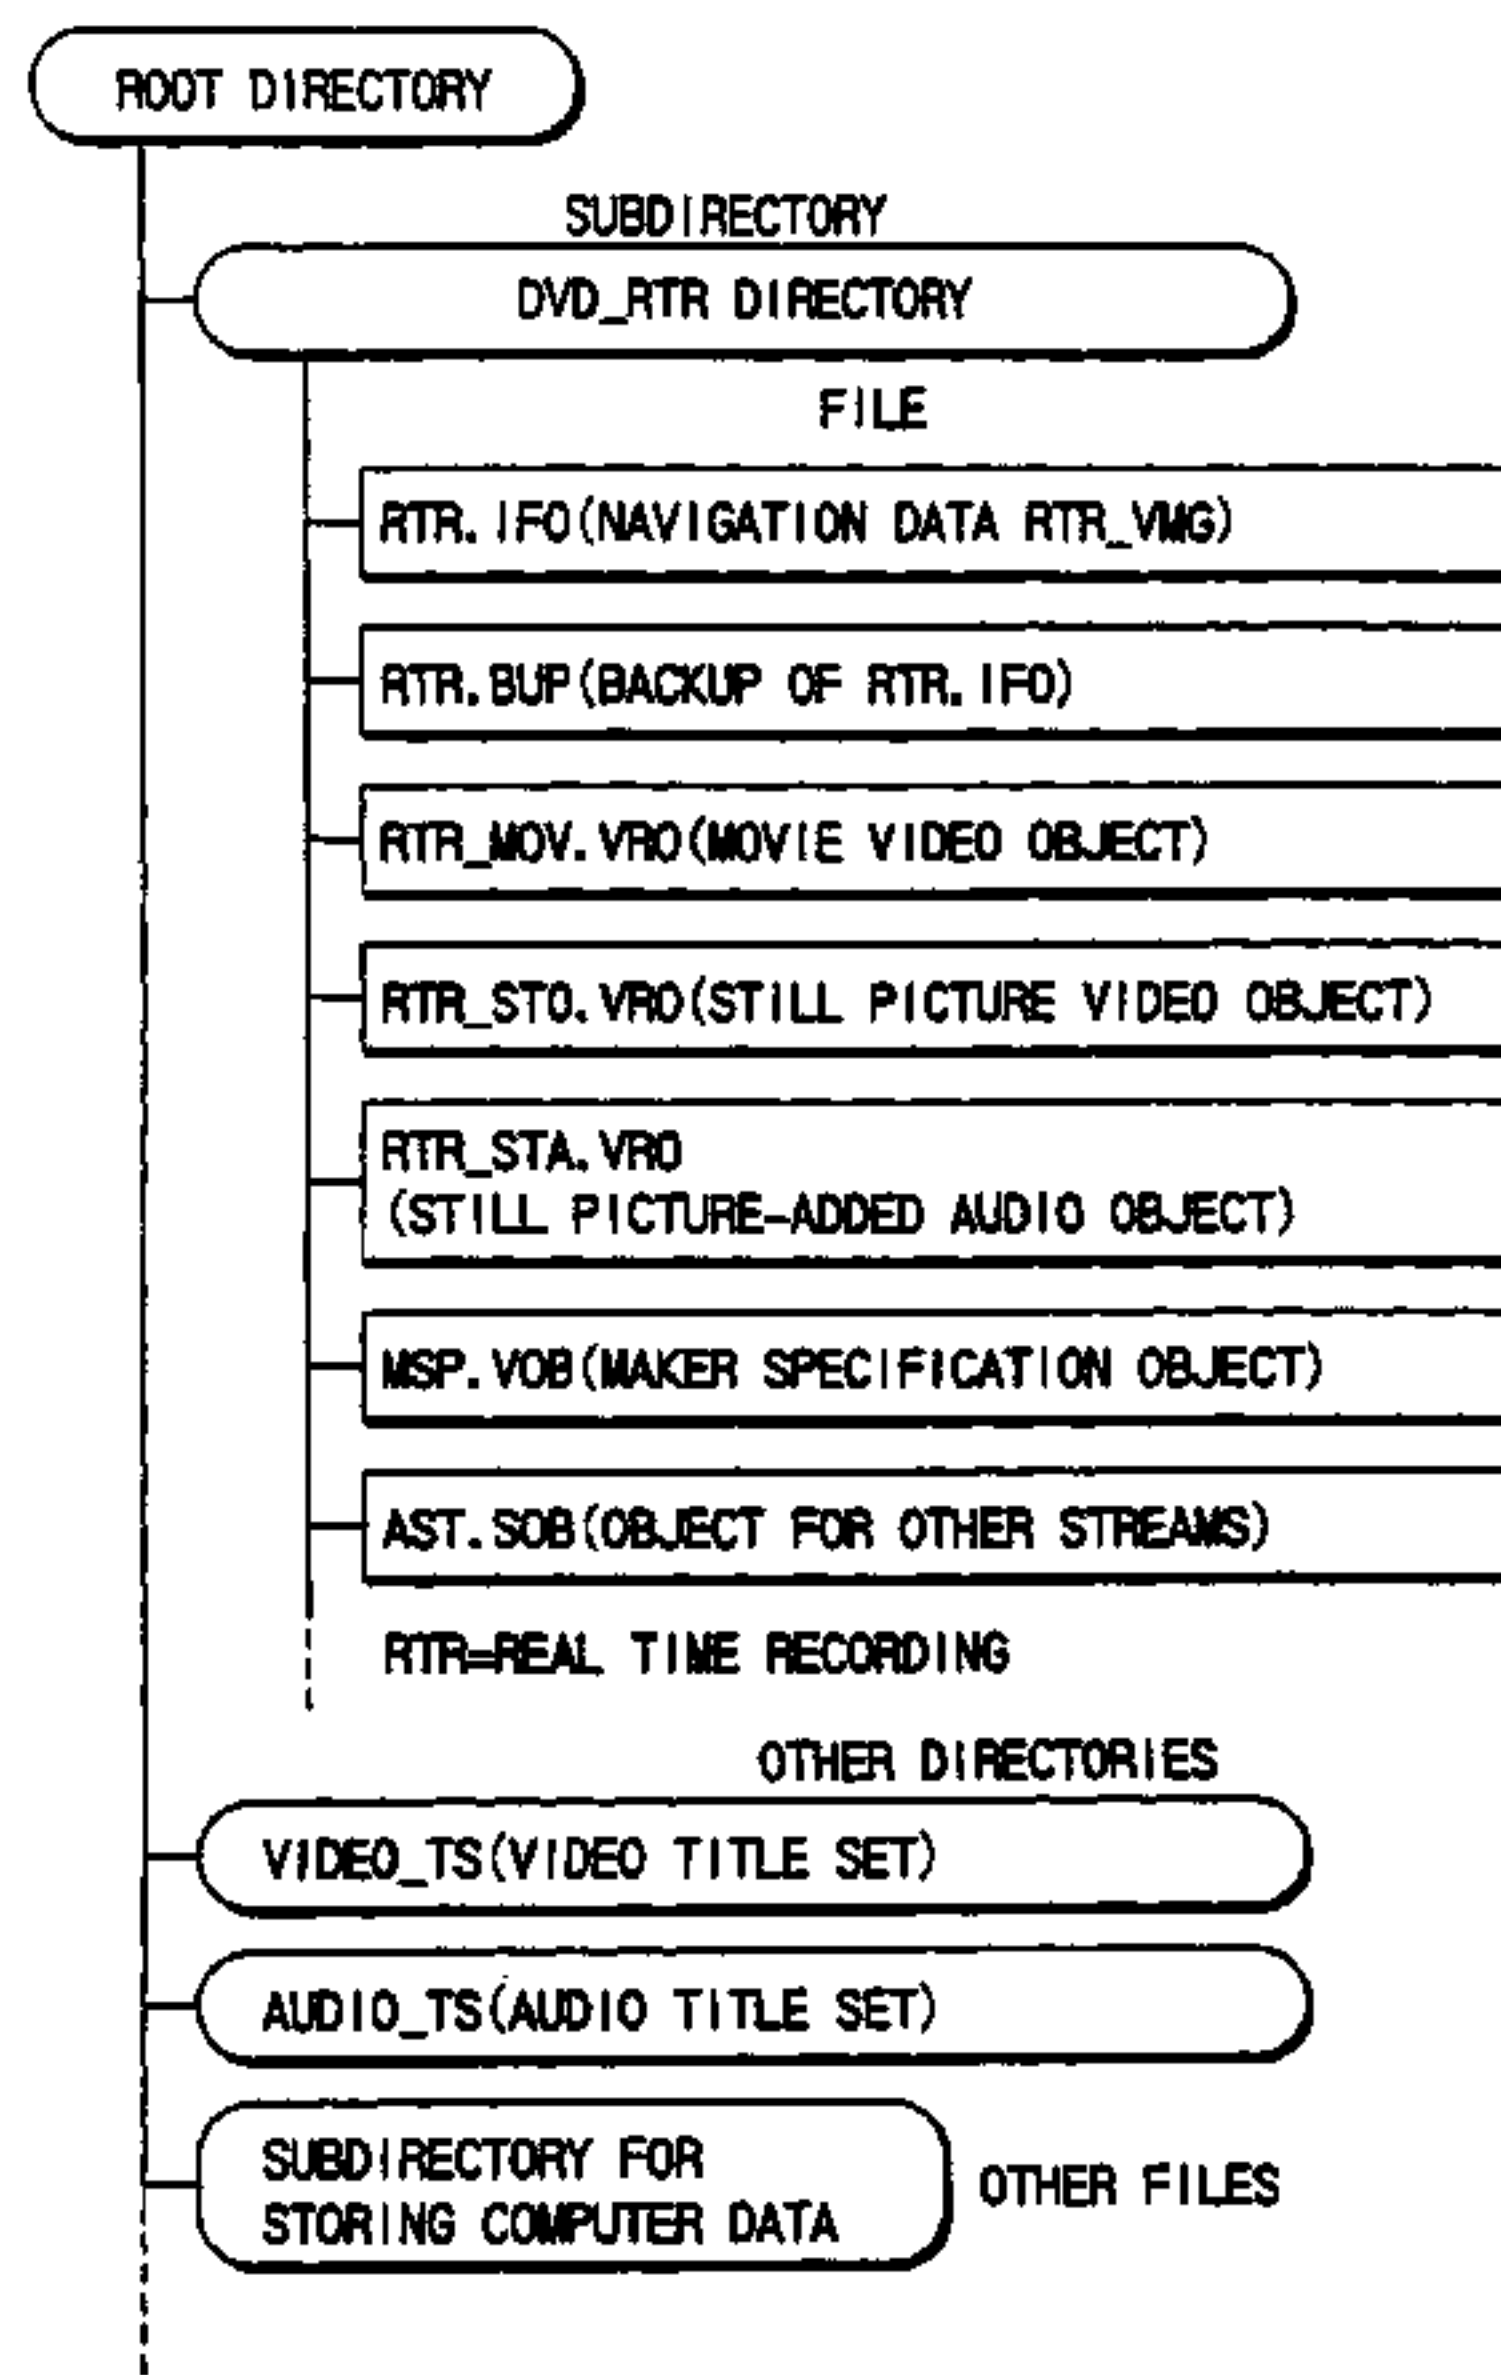 ROOT DIRECTORY
SUBDIRECTORY
DVD_RTR DIRECTORY
FILE
RTR.IFO(NAVIGATION DATA RTR_VMG)
RTR.BUP(BACKUP OF RTR.IFO)
RTR_MOV.VRO(MOVIE VIDEO OBJECT)
RTR_STO.VRO(STILL PICTURE VIDEO OBJECT)
RTR_STA.VRO
(STILL PICTURE-ADDED AUDIO OBJECT)
MSP.VOB(MAKER SPECIFICATION OBJECT)
AST.SOB(OBJECT FOR OTHER STREAMS)
RTR=REAL TIME RECORDING
OTHER DIRECTORIES
VIDEO_TS(VIDEO TITLE SET)
AUDIO_TS(AUDIO TITLE SET)
SUBDIRECTORY FOR
STORING COMPUTER DATA
OTHER FILES